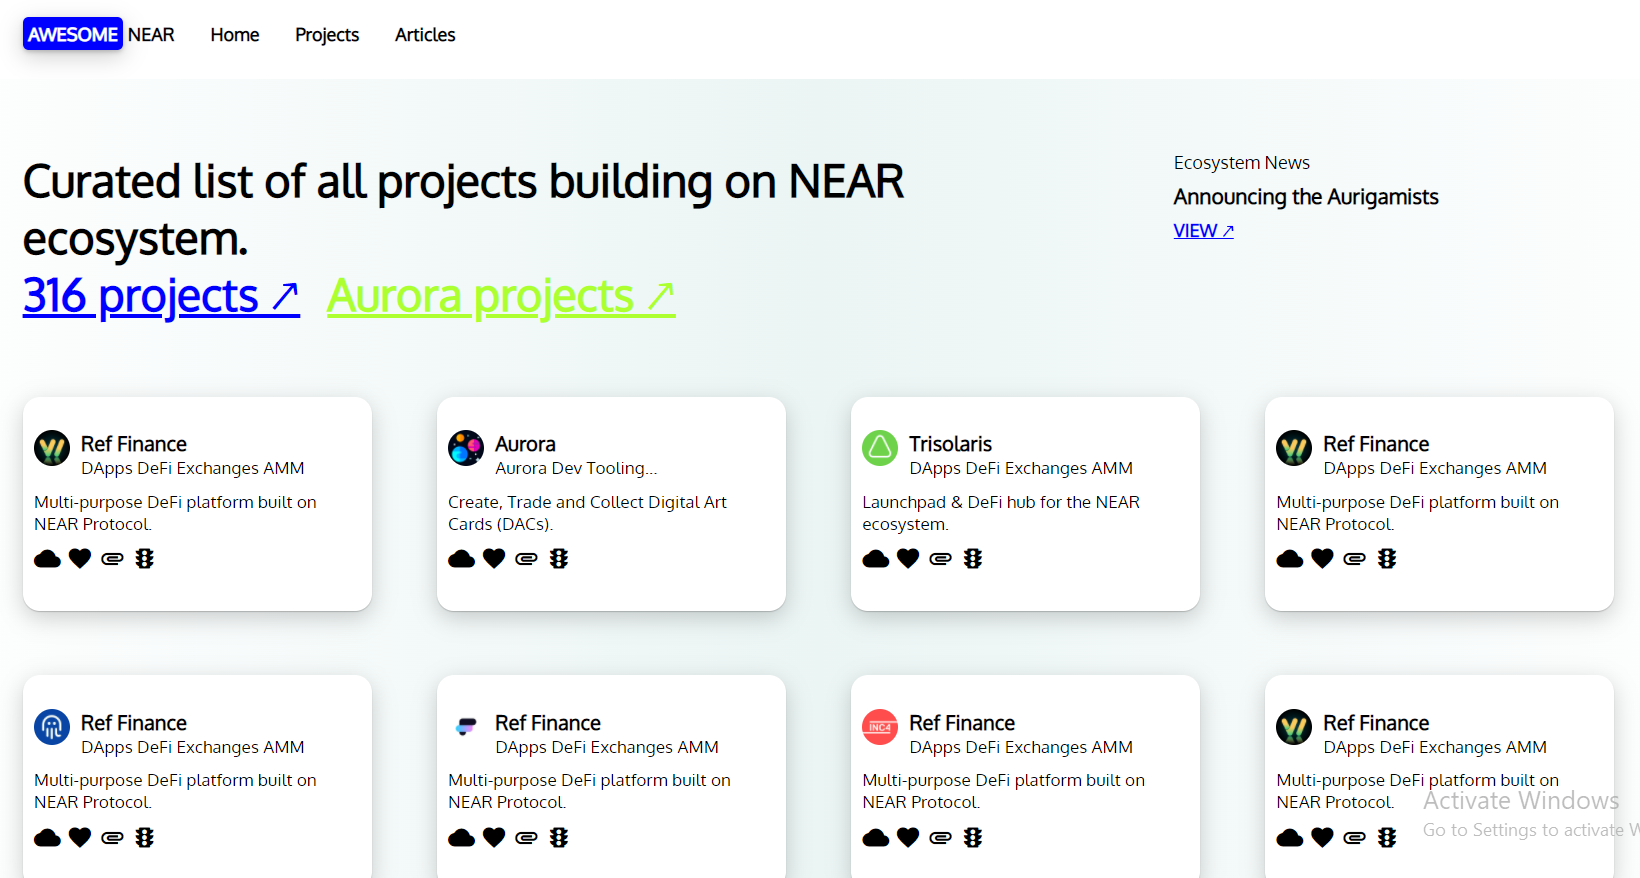 AWESOME NEAR Home Projects Articles
Curated list of all projects building on NEAR
ecosystem.
316 projects ↗ Aurora projects ↗
Ecosystem News
Announcing the Aurigamists
VIEW ↗
Ref Finance
DApps DeFi Exchanges AMM
Multi-purpose DeFi platform built on
NEAR Protocol.
Aurora
Aurora Dev Tooling...
Create, Trade and Collect Digital Art
Cards (DACs).
Trisolaris
DApps DeFi Exchanges AMM
Launchpad & DeFi hub for the NEAR
ecosystem.
Ref Finance
DApps DeFi Exchanges AMM
Multi-purpose DeFi platform built on
NEAR Protocol.
Ref Finance
DApps DeFi Exchanges AMM
Multi-purpose DeFi platform built on
NEAR Protocol.
Ref Finance
DApps DeFi Exchanges AMM
Multi-purpose DeFi platform built on
NEAR Protocol.
INC4
Ref Finance
DApps DeFi Exchanges AMM
Multi-purpose DeFi platform built on
NEAR Protocol.
Ref Finance
DApps DeFi Exchanges AMM
Multi-purpose DeFi platform built on
NEAR Protocol.
Activate Windows
Go to Settings to activate W